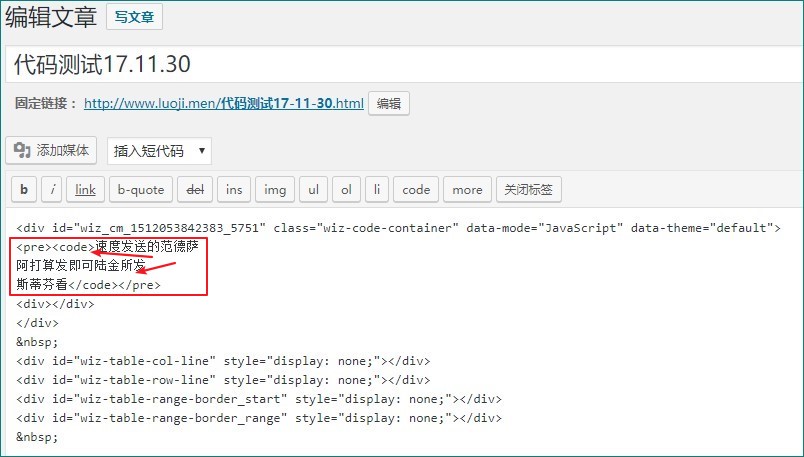 编辑文章 写文章
代码测试17.11.30
固定链接： http://www.luoji.men/代码测试17-11-30.html 编辑
添加媒体 插入短代码
b i link b-quote del ins img ul ol li code more 关闭标签
<div id="wiz_cm_1512053842383_5751" class="wiz-code-container" data-mode="JavaScript" data-theme="default">
<pre><code>速度发送的范德萨
阿打算发即可陆金所发
斯蒂芬看</code></pre>
<div></div>
</div>
&nbsp;
<div id="wiz-table-col-line" style="display: none;"></div>
<div id="wiz-table-row-line" style="display: none;"></div>
<div id="wiz-table-range-border_start" style="display: none;"></div>
<div id="wiz-table-range-border_range" style="display: none;"></div>
&nbsp;